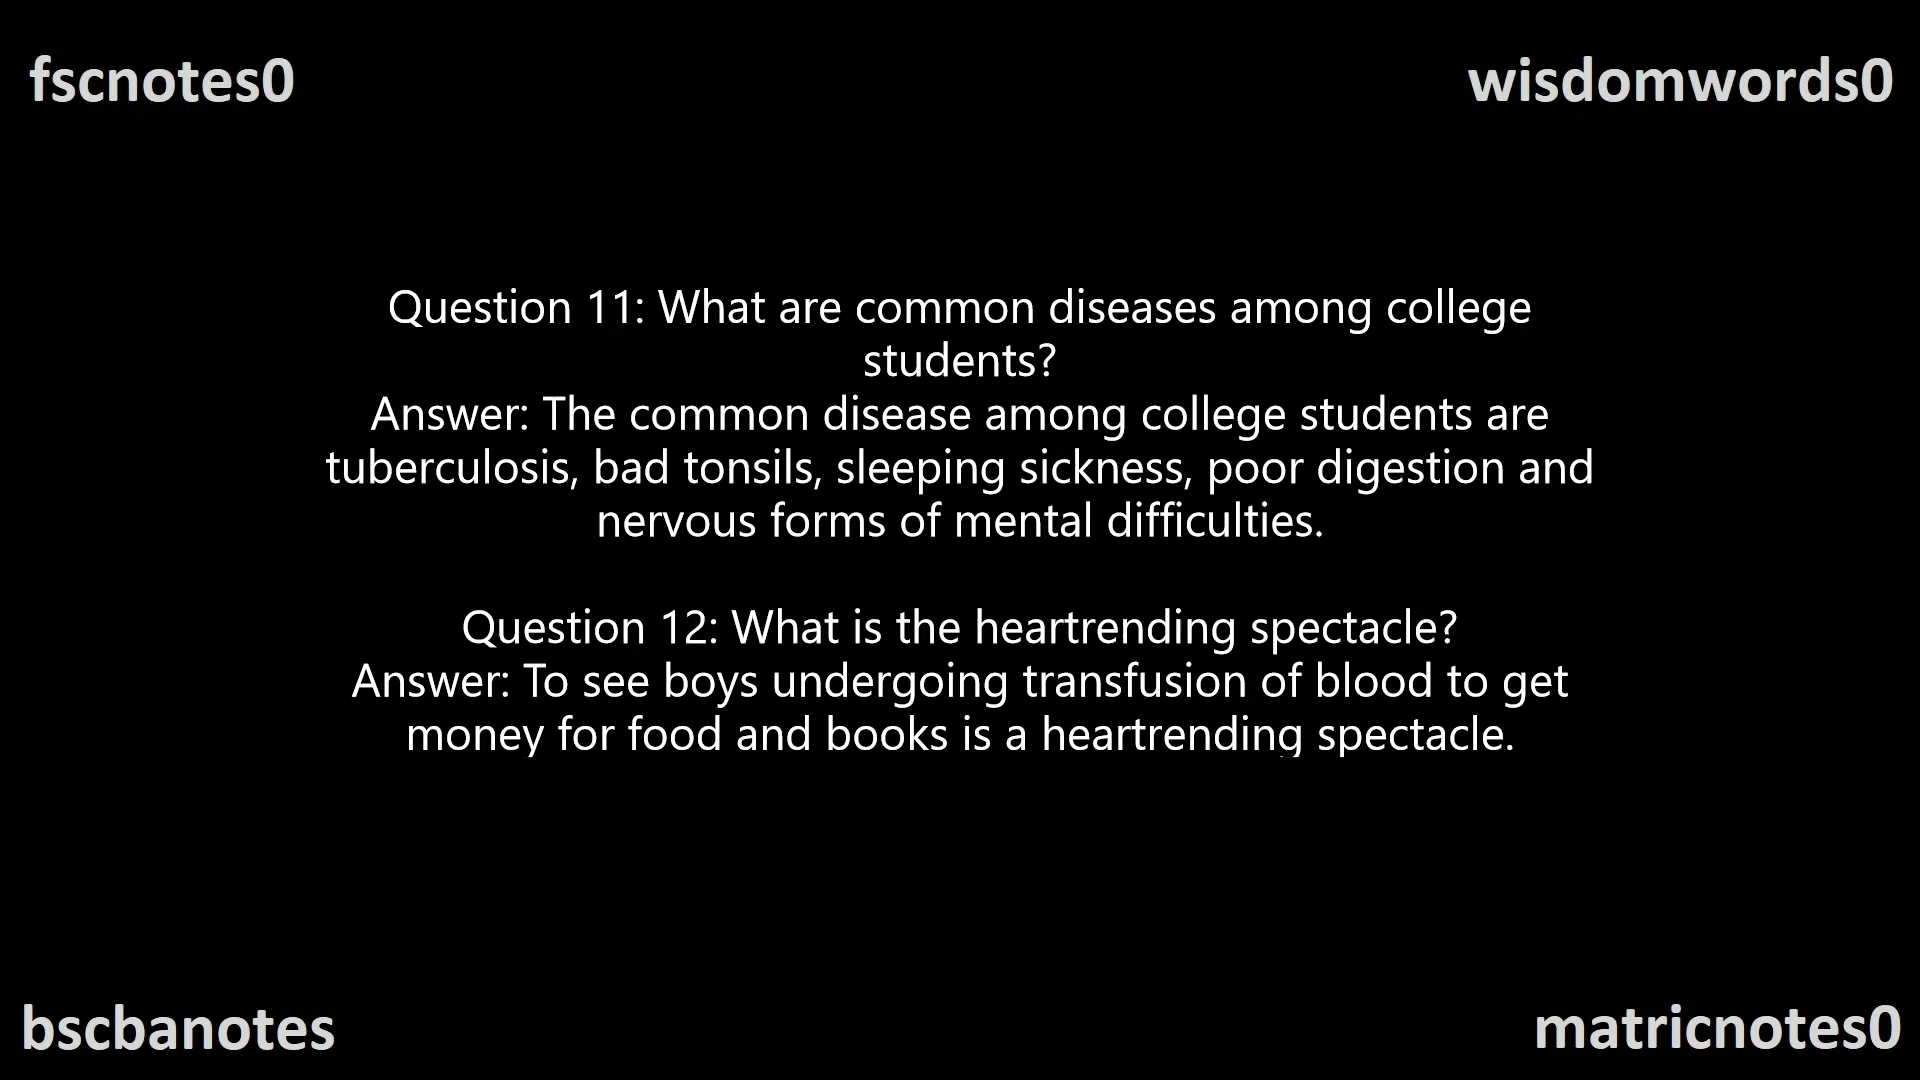 fscnotes0
wisdomwords0
Question 11: What are common diseases among college
students?
Answer: The common disease among college students are
tuberculosis, bad tonsils, sleeping sickness, poor digestion and
nervous forms of mental difficulties.
Question 12: What is the heartrending spectacle?
Answer: To see boys undergoing transfusion of blood to get
money for food and books is a heartrending spectacle.
bscbanotes
matricnotes0